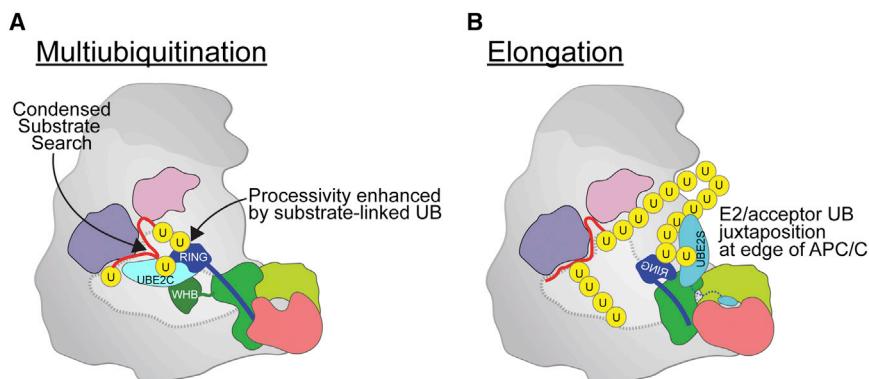 A
Multiubiquitination
Condensed
Substrate
Search
Processivity enhanced
by substrate-linked UB
U
U
RING
U
U
UBE2C
WHB
B
Elongation
U
U
U
U
U
U
U
U
U
U
U
U
U
U
E2/acceptor UB
juxtaposition
at edge of APC/C
UBE2S
RING
U
U
U
U